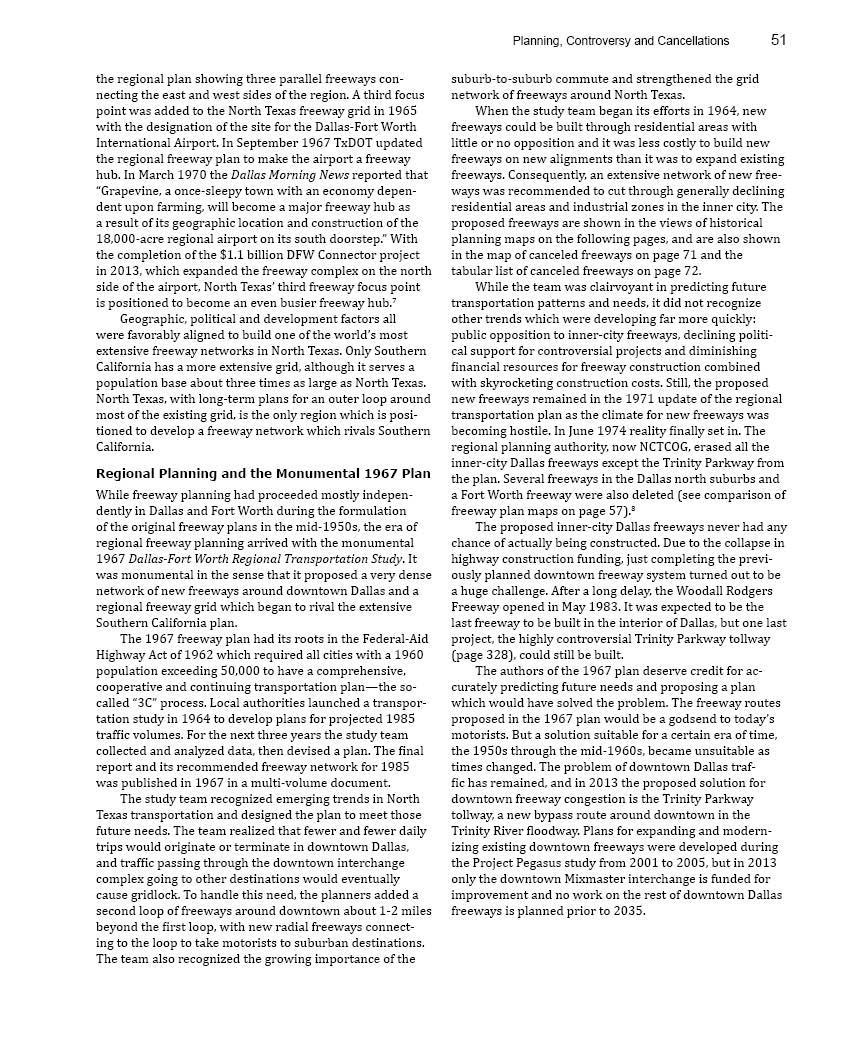 Planning, Controversy and Cancellations 51
the regional plan showing three parallel freeways con-
necting the east and west sides of the region. A third focus
point was added to the North Texas freeway grid in 1965
with the designation of the site for the Dallas-Fort Worth
International Airport. In September 1967 TxDOT updated
the regional freeway plan to make the airport a freeway
hub. In March 1970 the Dallas Morning News reported that
“Grapevine, a once-sleepy town with an economy depen-
dent upon farming, will become a major freeway hub as
a result of its geographic location and construction of the
18,000-acre regional airport on its south doorstep.” With
the completion of the $1.1 billion DFW Connector project
in 2013, which expanded the freeway complex on the north
side of the airport, North Texas’ third freeway focus point
is positioned to become an even busier freeway hub.⁷
Geographic, political and development factors all
were favorably aligned to build one of the world’s most
extensive freeway networks in North Texas. Only Southern
California has a more extensive grid, although it serves a
population base about three times as large as North Texas.
North Texas, with long-term plans for an outer loop around
most of the existing grid, is the only region which is posi-
tioned to develop a freeway network which rivals Southern
California.
Regional Planning and the Monumental 1967 Plan
While freeway planning had proceeded mostly indepen-
dently in Dallas and Fort Worth during the formulation
of the original freeway plans in the mid-1950s, the era of
regional freeway planning arrived with the monumental
1967 Dallas-Fort Worth Regional Transportation Study. It
was monumental in the sense that it proposed a very dense
network of new freeways around downtown Dallas and a
regional freeway grid which began to rival the extensive
Southern California plan.
The 1967 freeway plan had its roots in the Federal-Aid
Highway Act of 1962 which required all cities with a 1960
population exceeding 50,000 to have a comprehensive,
cooperative and continuing transportation plan—the so-
called “3C” process. Local authorities launched a transpor-
tation study in 1964 to develop plans for projected 1985
traffic volumes. For the next three years the study team
collected and analyzed data, then devised a plan. The final
report and its recommended freeway network for 1985
was published in 1967 in a multi-volume document.
The study team recognized emerging trends in North
Texas transportation and designed the plan to meet those
future needs. The team realized that fewer and fewer daily
trips would originate or terminate in downtown Dallas,
and traffic passing through the downtown interchange
complex going to other destinations would eventually
cause gridlock. To handle this need, the planners added a
second loop of freeways around downtown about 1-2 miles
beyond the first loop, with new radial freeways connect-
ing to the loop to take motorists to suburban destinations.
The team also recognized the growing importance of the
suburb-to-suburb commute and strengthened the grid
network of freeways around North Texas.
When the study team began its efforts in 1964, new
freeways could be built through residential areas with
little or no opposition and it was less costly to build new
freeways on new alignments than it was to expand existing
freeways. Consequently, an extensive network of new free-
ways was recommended to cut through generally declining
residential areas and industrial zones in the inner city. The
proposed freeways are shown in the views of historical
planning maps on the following pages, and are also shown
in the map of canceled freeways on page 71 and the
tabular list of canceled freeways on page 72.
While the team was clairvoyant in predicting future
transportation patterns and needs, it did not recognize
other trends which were developing far more quickly:
public opposition to inner-city freeways, declining politi-
cal support for controversial projects and diminishing
financial resources for freeway construction combined
with skyrocketing construction costs. Still, the proposed
new freeways remained in the 1971 update of the regional
transportation plan as the climate for new freeways was
becoming hostile. In June 1974 reality finally set in. The
regional planning authority, now NCTCOG, erased all the
inner-city Dallas freeways except the Trinity Parkway from
the plan. Several freeways in the Dallas north suburbs and
a Fort Worth freeway were also deleted (see comparison of
freeway plan maps on page 57).⁸
The proposed inner-city Dallas freeways never had any
chance of actually being constructed. Due to the collapse in
highway construction funding, just completing the previ-
ously planned downtown freeway system turned out to be
a huge challenge. After a long delay, the Woodall Rodgers
Freeway opened in May 1983. It was expected to be the
last freeway to be built in the interior of Dallas, but one last
project, the highly controversial Trinity Parkway tollway
(page 328), could still be built.
The authors of the 1967 plan deserve credit for ac-
curately predicting future needs and proposing a plan
which would have solved the problem. The freeway routes
proposed in the 1967 plan would be a godsend to today’s
motorists. But a solution suitable for a certain era of time,
the 1950s through the mid-1960s, became unsuitable as
times changed. The problem of downtown Dallas traf-
fic has remained, and in 2013 the proposed solution for
downtown freeway congestion is the Trinity Parkway
tollway, a new bypass route around downtown in the
Trinity River floodway. Plans for expanding and modern-
izing existing downtown freeways were developed during
the Project Pegasus study from 2001 to 2005, but in 2013
only the downtown Mixmaster interchange is funded for
improvement and no work on the rest of downtown Dallas
freeways is planned prior to 2035.